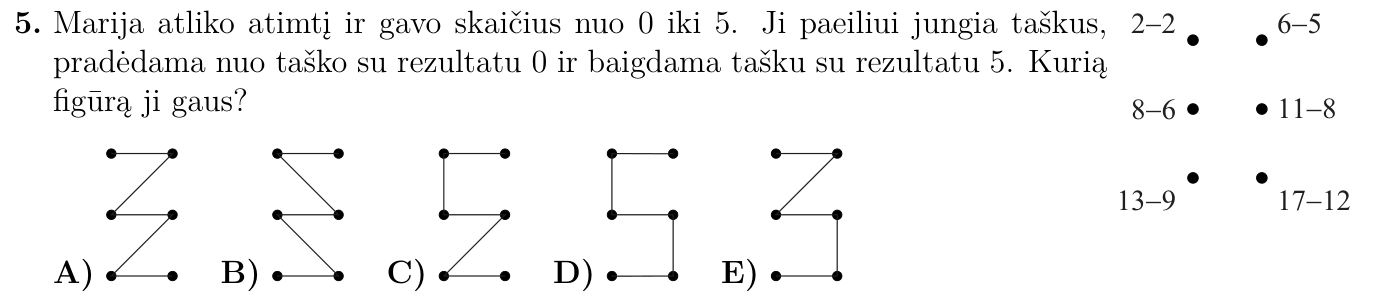 5. Marija atliko atimtį ir gavo skaičius nuo 0 iki 5. Ji paeiliui jungia taškus,
pradėdama nuo taško su rezultatu 0 ir baigdama tašku su rezultatu 5. Kurią
figūrą ji gaus?
2–2 6–5
8–6 11–8
13–9 17–12
A) B) C) D) E)